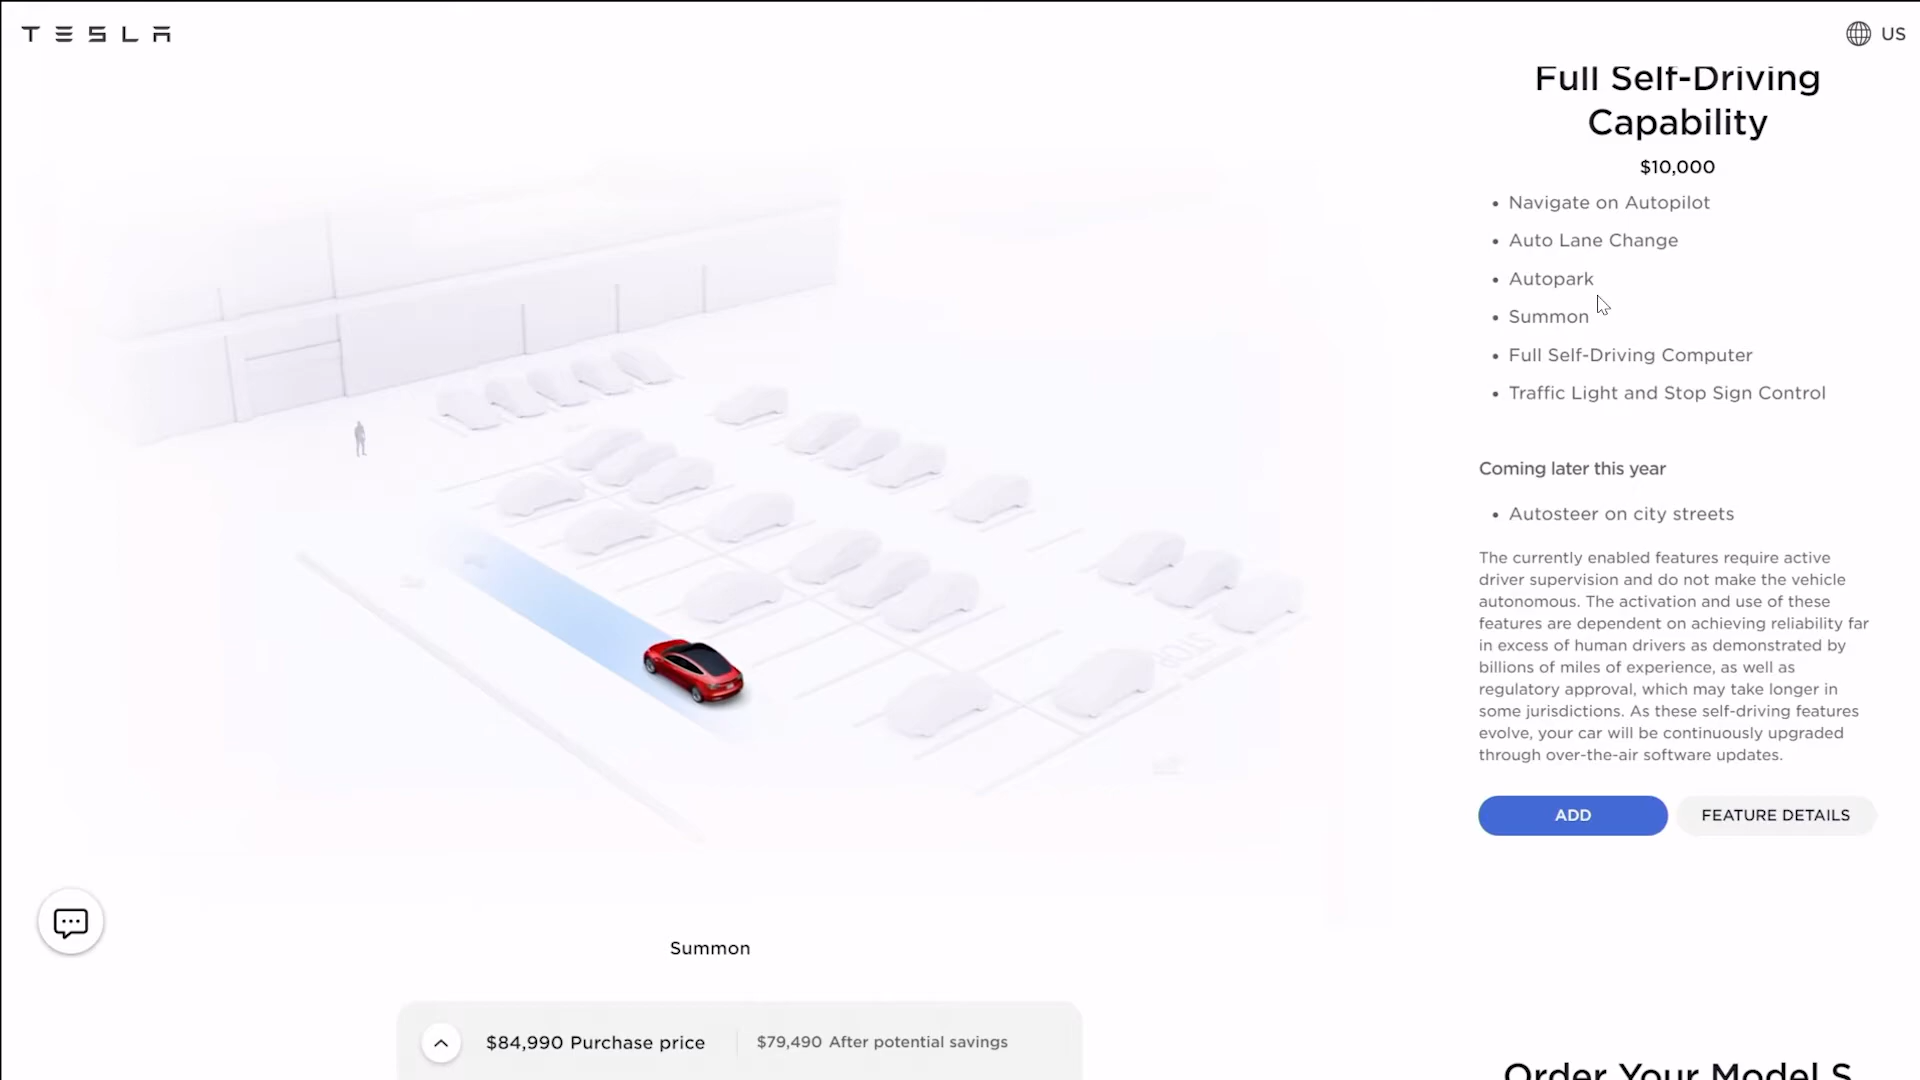 TESLA
US
Full Self-Driving
Capability
$10,000
• Navigate on Autopilot
• Auto Lane Change
• Autopark
• Summon
• Full Self-Driving Computer
• Traffic Light and Stop Sign Control
Coming later this year
• Autosteer on city streets
The currently enabled features require active
driver supervision and do not make the vehicle
autonomous. The activation and use of these
features are dependent on achieving reliability far
in excess of human drivers as demonstrated by
billions of miles of experience, as well as
regulatory approval, which may take longer in
some jurisdictions. As these self-driving features
evolve, your car will be continuously upgraded
through over-the-air software updates.
ADD
FEATURE DETAILS
STOP
Summon
$84,990 Purchase price
$79,490 After potential savings
Order Your Model S